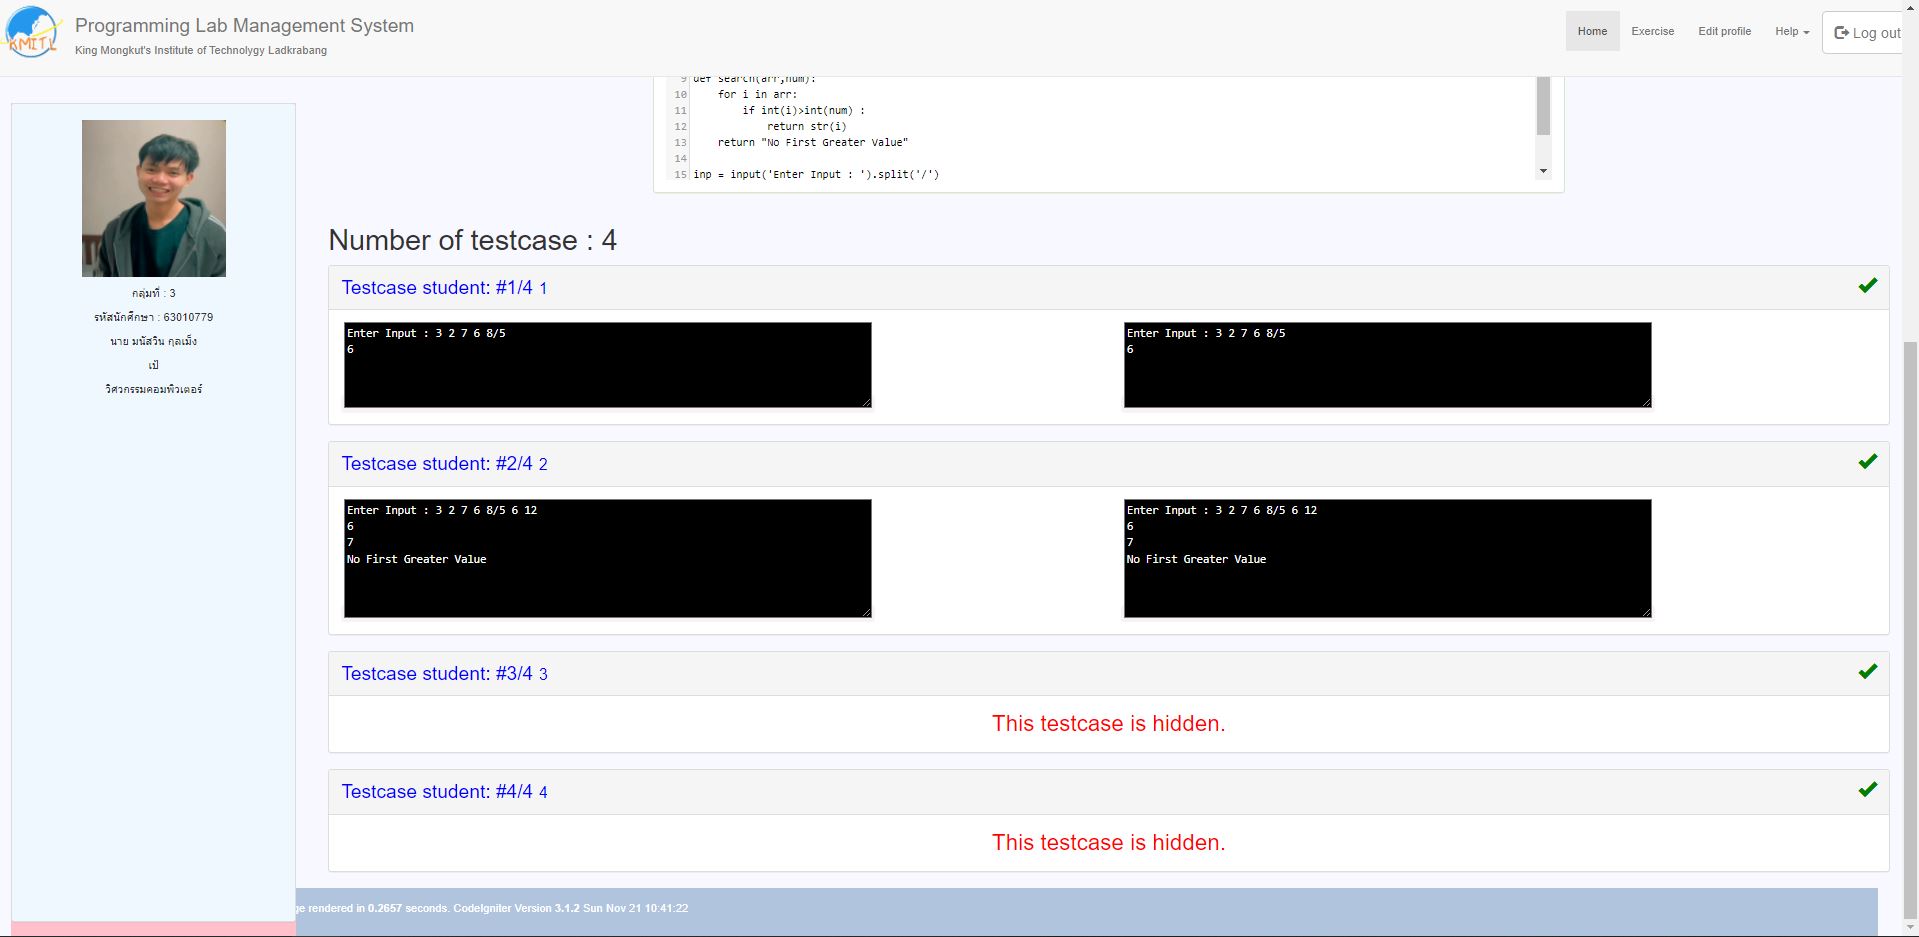 KMITL
Programming Lab Management System
King Mongkut's Institute of Technolygy Ladkrabang
Home
Exercise
Edit profile
Help
Log out
กลุ่มที่ : 3
รหัสนักศึกษา : 63010779
นาย มนัสวิน กุลเม็ง
เป้
วิศวกรรมคอมพิวเตอร์
9 def search(arr,num):
10 for i in arr:
11 if int(i)>int(num) :
12 return str(i)
13 return "No First Greater Value"
14
15 inp = input('Enter Input : ').split('/')
Number of testcase : 4
Testcase student: #1/4 1
Enter Input : 3 2 7 6 8/5
6
Enter Input : 3 2 7 6 8/5
6
Testcase student: #2/4 2
Enter Input : 3 2 7 6 8/5 6 12
6
7
No First Greater Value
Enter Input : 3 2 7 6 8/5 6 12
6
7
No First Greater Value
Testcase student: #3/4 3
This testcase is hidden.
Testcase student: #4/4 4
This testcase is hidden.
ge rendered in 0.2657 seconds. CodeIgniter Version 3.1.2 Sun Nov 21 10:41:22